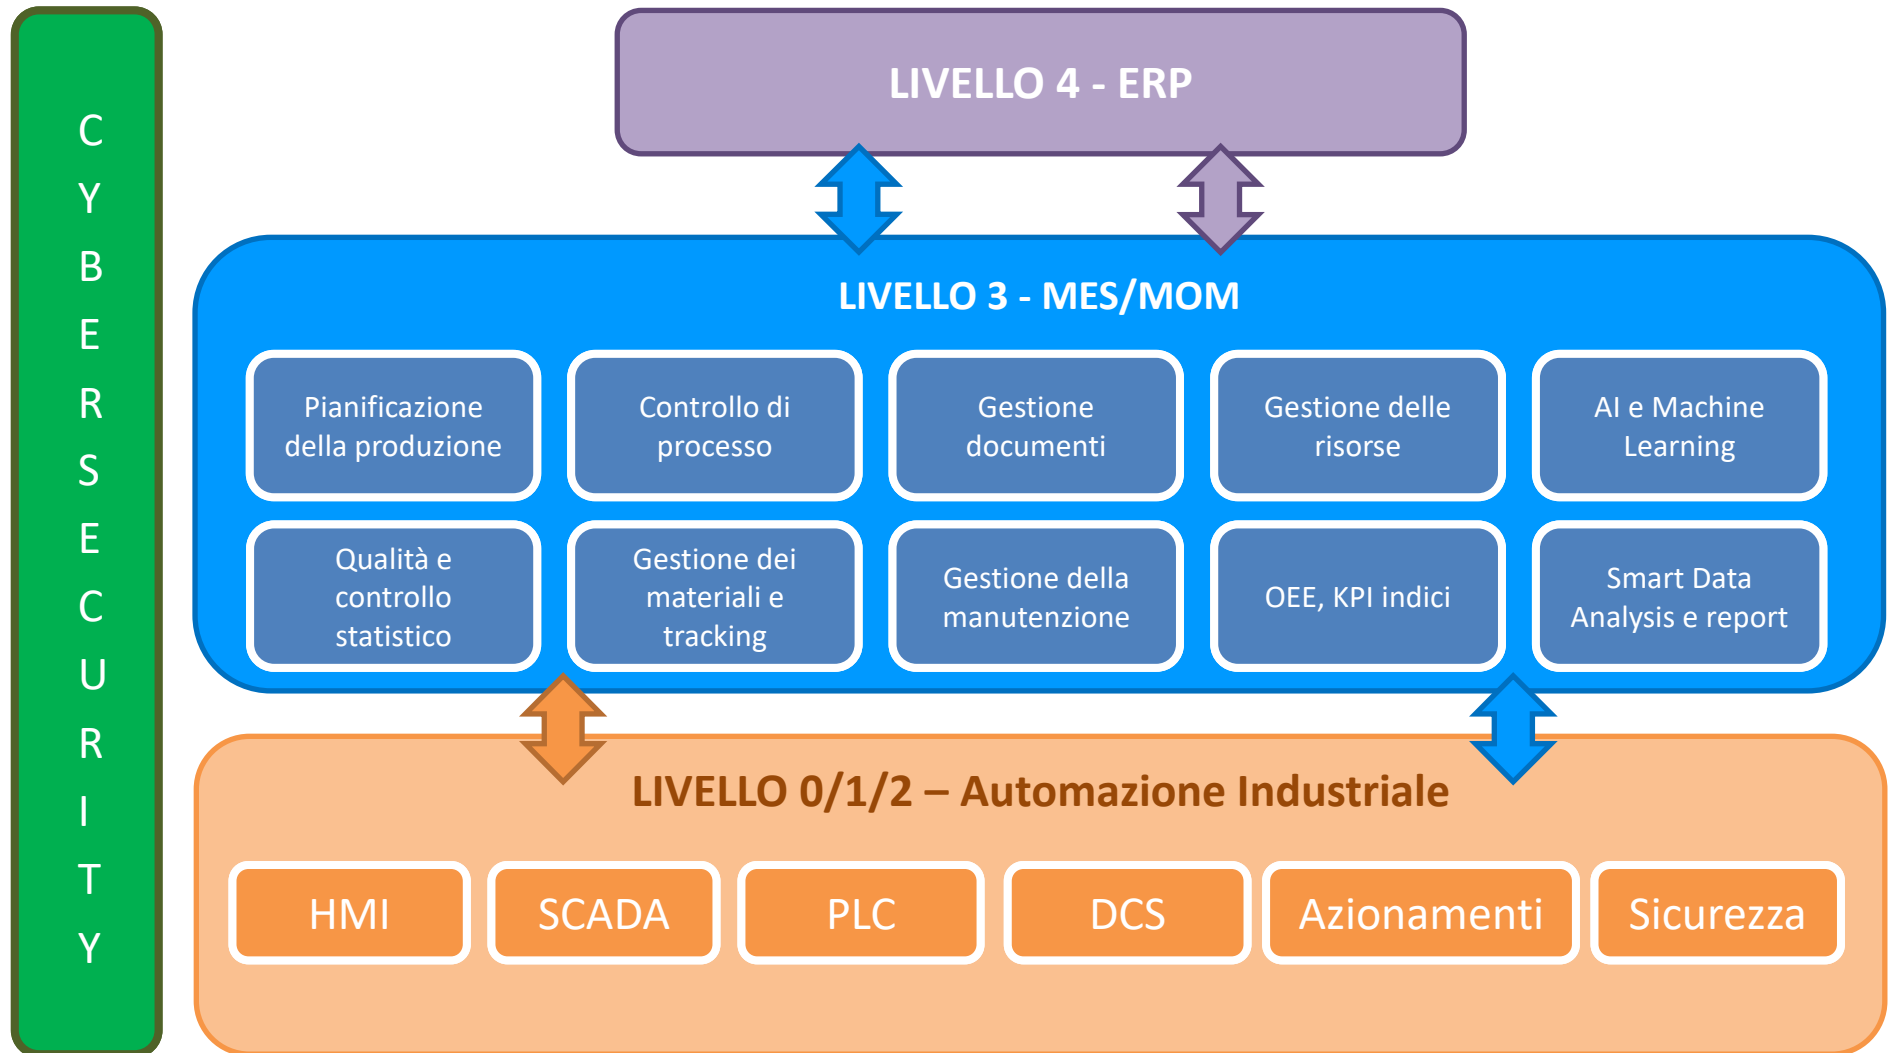 C
Y
B
E
R
S
E
C
U
R
I
T
Y
LIVELLO 4 - ERP
LIVELLO 3 - MES/MOM
Pianificazione
della produzione
Controllo di
processo
Gestione
documenti
Gestione delle
risorse
AI e Machine
Learning
Qualità e
controllo
statistico
Gestione dei
materiali e
tracking
Gestione della
manutenzione
OEE, KPI indici
Smart Data
Analysis e report
LIVELLO 0/1/2 – Automazione Industriale
HMI
SCADA
PLC
DCS
Azionamenti
Sicurezza